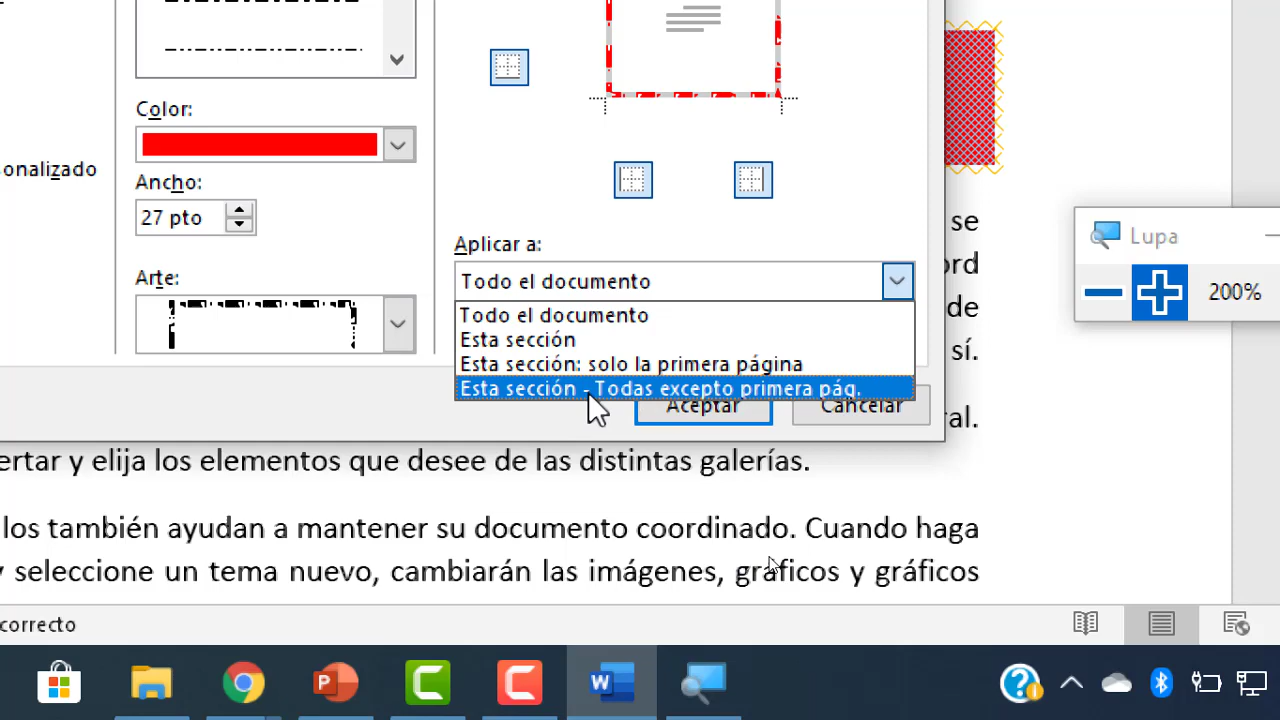 Color:
onalizado
Ancho:
27 pto
Arte:
Aplicar a:
Todo el documento
Todo el documento
Esta sección
Esta sección: solo la primera página
Esta sección - Todas excepto primera pág.
Aceptar
Cancelar
se
ord
de
sí.
al.
ertar y elija los elementos que desee de las distintas galerías.
los también ayudan a mantener su documento coordinado. Cuando haga
y seleccione un tema nuevo, cambiarán las imágenes, gráficos y gráficos
Lupa
200%
correcto